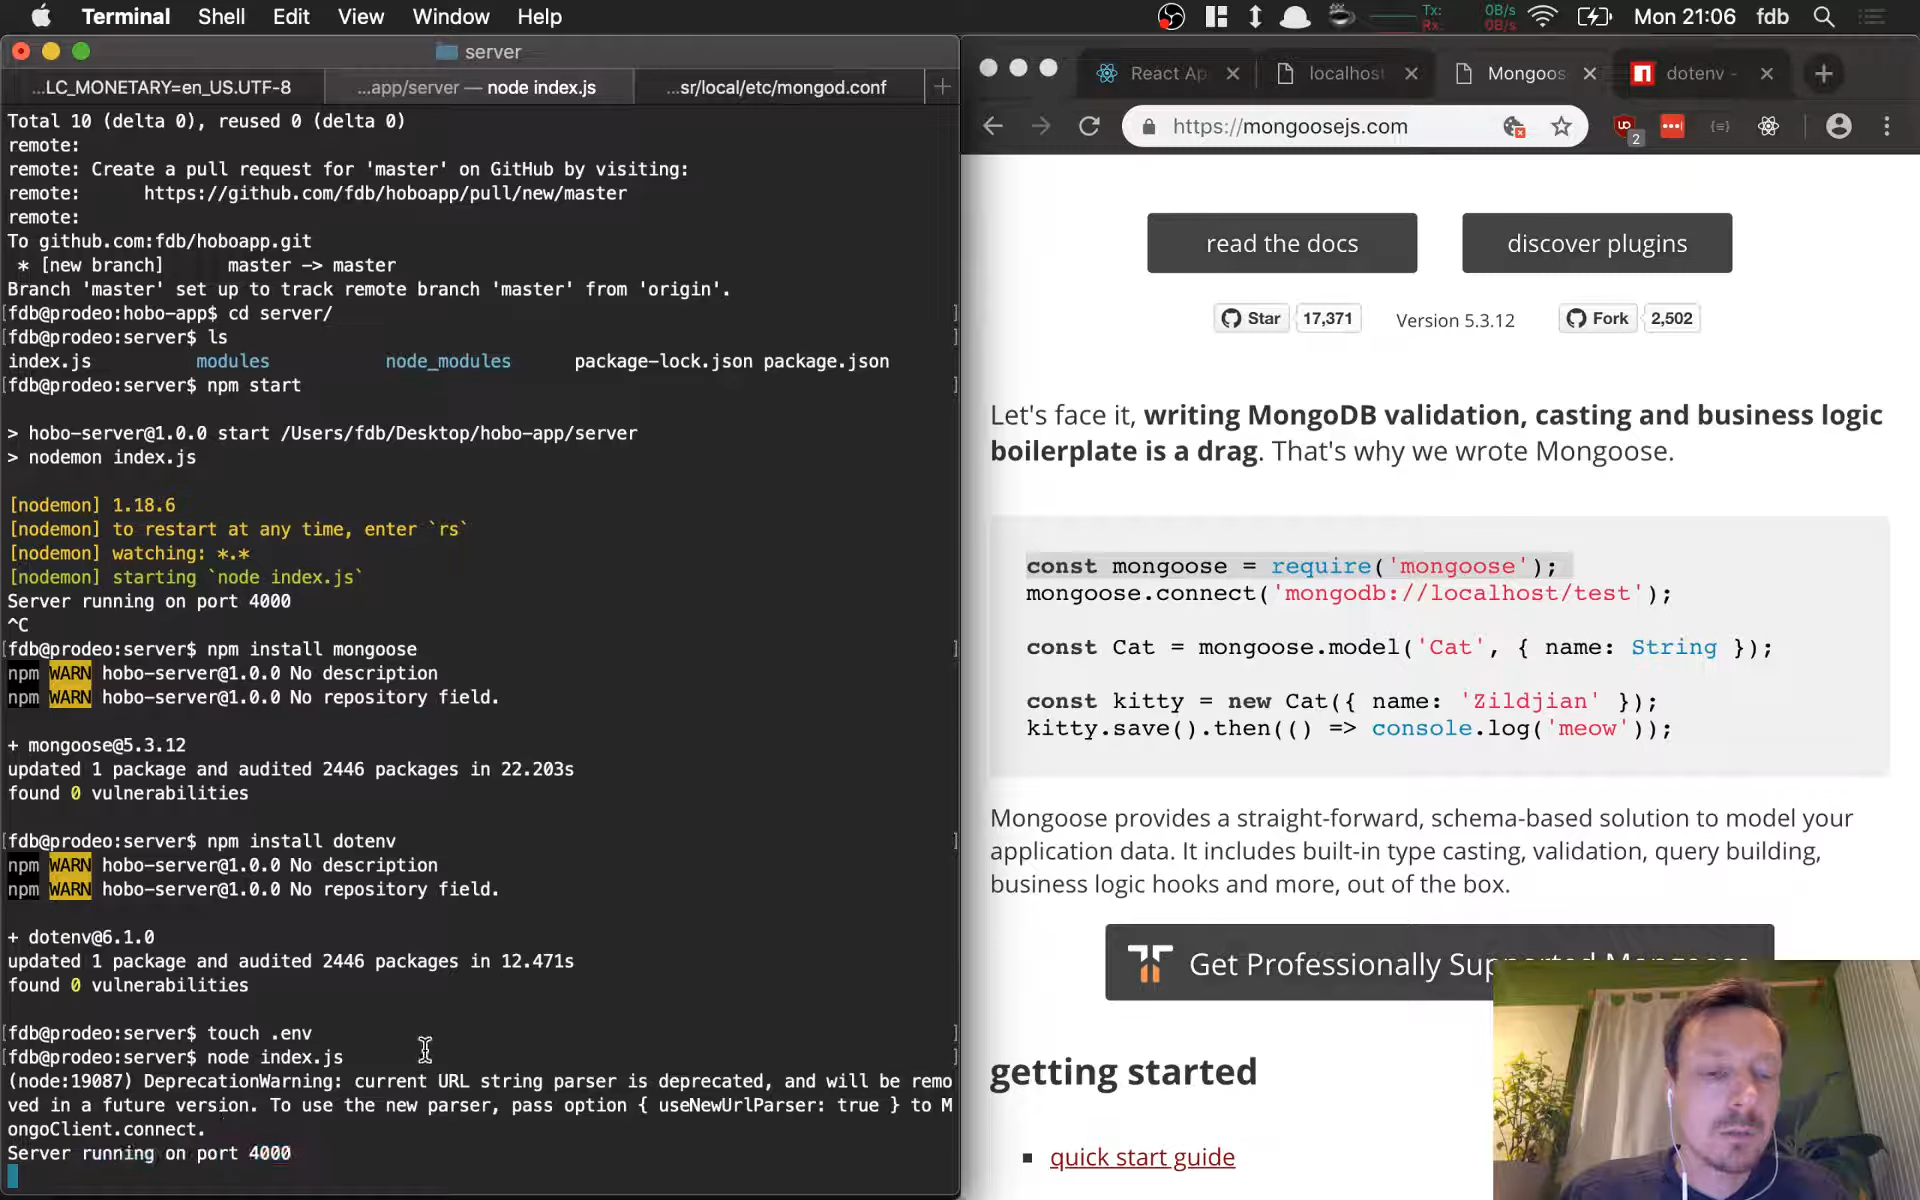 Terminal Shell Edit View Window Help
Tx: 0B/s
Rx: 0B/s
Mon 21:06 fdb
server
...LC_MONETARY=en_US.UTF-8
...app/server — node index.js
...sr/local/etc/mongod.conf
Total 10 (delta 0), reused 0 (delta 0)
remote:
remote: Create a pull request for 'master' on GitHub by visiting:
remote:      https://github.com/fdb/hoboapp/pull/new/master
remote:
To github.com:fdb/hoboapp.git
 * [new branch]      master -> master
Branch 'master' set up to track remote branch 'master' from 'origin'.
[fdb@prodeo:hobo-app$ cd server/ ]
[fdb@prodeo:server$ ls ]
index.js          modules           node_modules      package-lock.json package.json
[fdb@prodeo:server$ npm start ]
> hobo-server@1.0.0 start /Users/fdb/Desktop/hobo-app/server
> nodemon index.js
[nodemon] 1.18.6
[nodemon] to restart at any time, enter `rs`
[nodemon] watching: *.*
[nodemon] starting `node index.js`
Server running on port 4000
^C
[fdb@prodeo:server$ npm install mongoose ]
npm WARN hobo-server@1.0.0 No description
npm WARN hobo-server@1.0.0 No repository field.
+ mongoose@5.3.12
updated 1 package and audited 2446 packages in 22.203s
found 0 vulnerabilities
[fdb@prodeo:server$ npm install dotenv ]
npm WARN hobo-server@1.0.0 No description
npm WARN hobo-server@1.0.0 No repository field.
+ dotenv@6.1.0
updated 1 package and audited 2446 packages in 12.471s
found 0 vulnerabilities
[fdb@prodeo:server$ touch .env ]
[fdb@prodeo:server$ node index.js ]
(node:19087) DeprecationWarning: current URL string parser is deprecated, and will be remo
ved in a future version. To use the new parser, pass option { useNewUrlParser: true } to M
ongoClient.connect.
Server running on port 4000
React Ap
localhost
Mongoos
dotenv -
https://mongoosejs.com
2
read the docs
discover plugins
Star 17,371
Version 5.3.12
Fork 2,502
Let's face it, writing MongoDB validation, casting and business logic
boilerplate is a drag. That's why we wrote Mongoose.
const mongoose = require('mongoose');
mongoose.connect('mongodb://localhost/test');
const Cat = mongoose.model('Cat', { name: String });
const kitty = new Cat({ name: 'Zildjian' });
kitty.save().then(() => console.log('meow'));
Mongoose provides a straight-forward, schema-based solution to model your
application data. It includes built-in type casting, validation, query building,
business logic hooks and more, out of the box.
Get Professionally
getting started
quick start guide